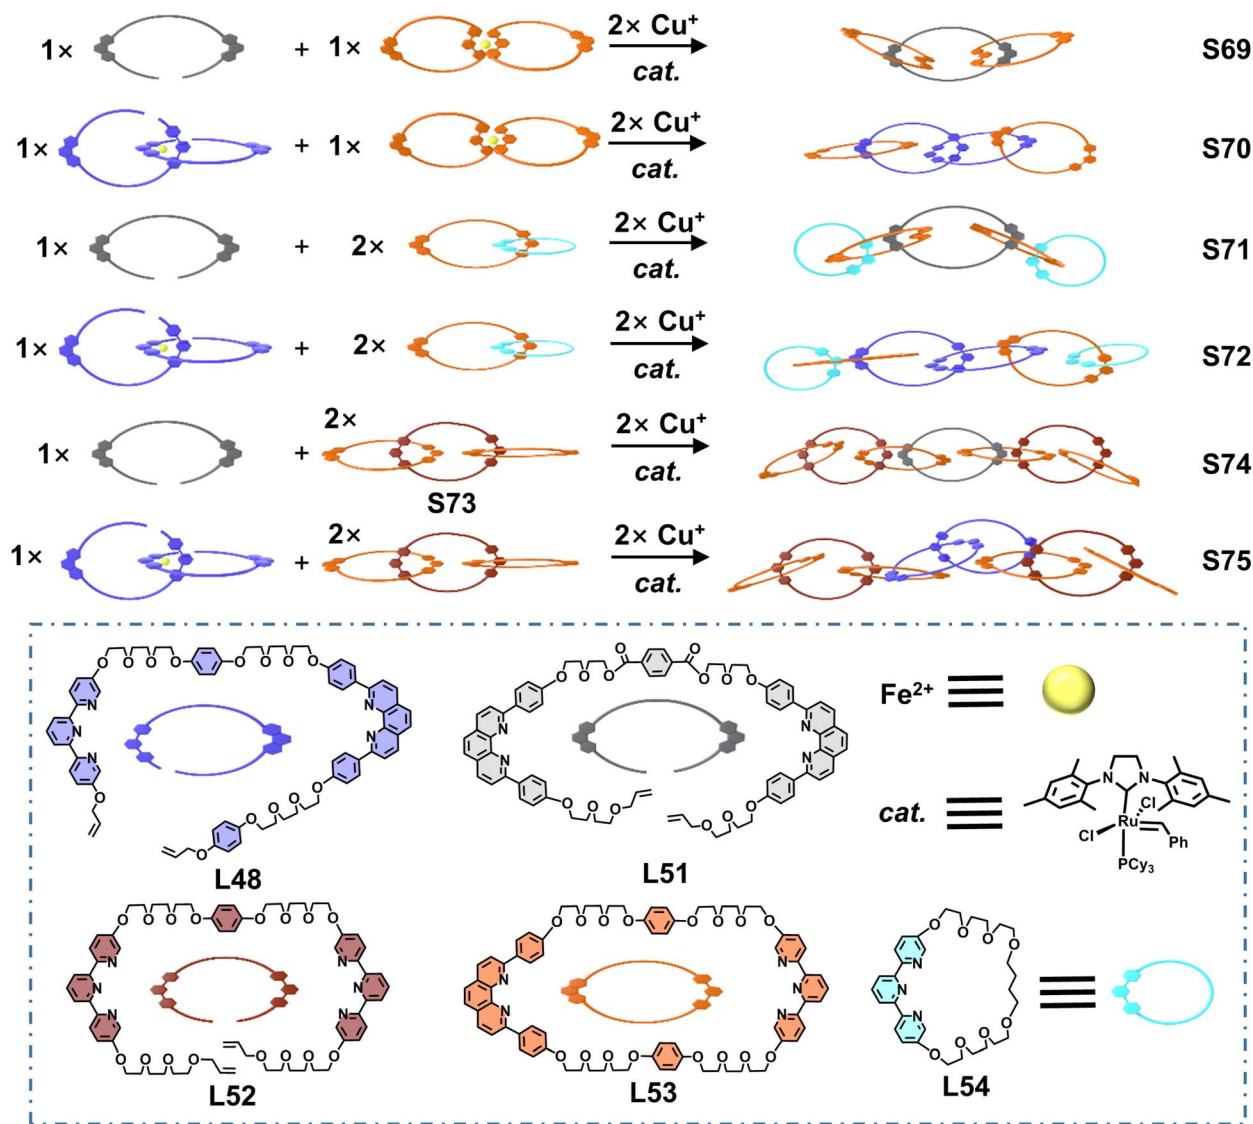 1× + 1× 2× Cu⁺ cat. S69
1× + 1× 2× Cu⁺ cat. S70
1× + 2× 2× Cu⁺ cat. S71
1× + 2× 2× Cu⁺ cat. S72
1× + 2× 2× Cu⁺ cat. S74
S73
1× + 2× 2× Cu⁺ cat. S75
O O O O O O O O
N N N
O
N N
O O O O
O
O
L48
O O O O O O O O
N N
N N
O O O
O O O
L51
Fe²⁺
cat.
N N
Cl
Ru
Cl
Ph
PCy₃
O O O O O O O O
N N N
N N N
O O O O
O O O O
L52
O O O O O O O O
N N
N N N
O O O O O O O O
L53
O O O O
N N N
O O O O
L54